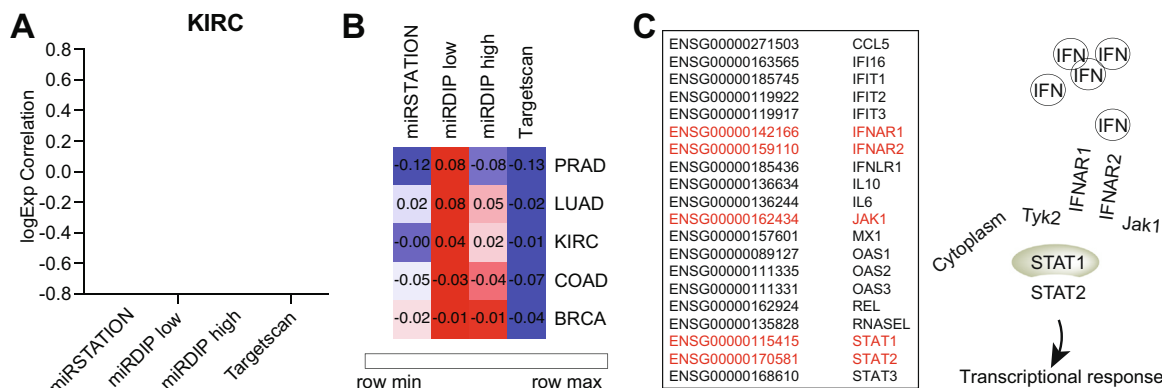 A
KIRC
logExp Correlation
0.8
0.6
0.4
0.2
0.0
-0.2
-0.4
-0.6
-0.8
miRSTATION
miRDIP low
miRDIP high
Targetscan
B
miRSTATION
miRDIP low
miRDIP high
Targetscan
-0.12 0.08 -0.08 -0.13 PRAD
0.02 0.08 0.05 -0.02 LUAD
-0.00 0.04 0.02 -0.01 KIRC
-0.05 -0.03 -0.04 -0.07 COAD
-0.02 -0.01 -0.01 -0.04 BRCA
row min row max
C
ENSG00000271503 CCL5
ENSG00000163565 IFI16
ENSG00000185745 IFIT1
ENSG00000119922 IFIT2
ENSG00000119917 IFIT3
ENSG00000142166 IFNAR1
ENSG00000159110 IFNAR2
ENSG00000185436 IFNLR1
ENSG00000136634 IL10
ENSG00000136244 IL6
ENSG00000162434 JAK1
ENSG00000157601 MX1
ENSG00000089127 OAS1
ENSG00000111335 OAS2
ENSG00000111331 OAS3
ENSG00000162924 REL
ENSG00000135828 RNASEL
ENSG00000115415 STAT1
ENSG00000170581 STAT2
ENSG00000168610 STAT3
IFN
IFN
IFN
IFN
IFN
IFNAR1
IFNAR2
Tyk2
Jak1
Cytoplasm
STAT1
STAT2
Transcriptional response